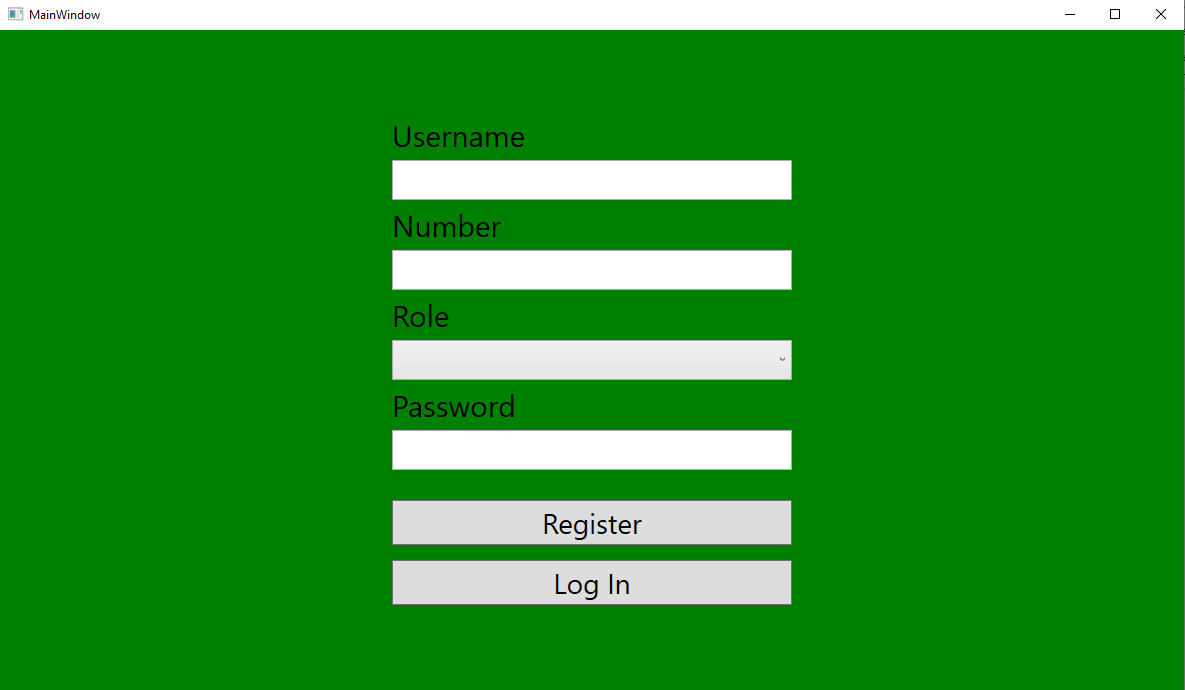 MainWindow
Username
Number
Role
Password
Register
Log In